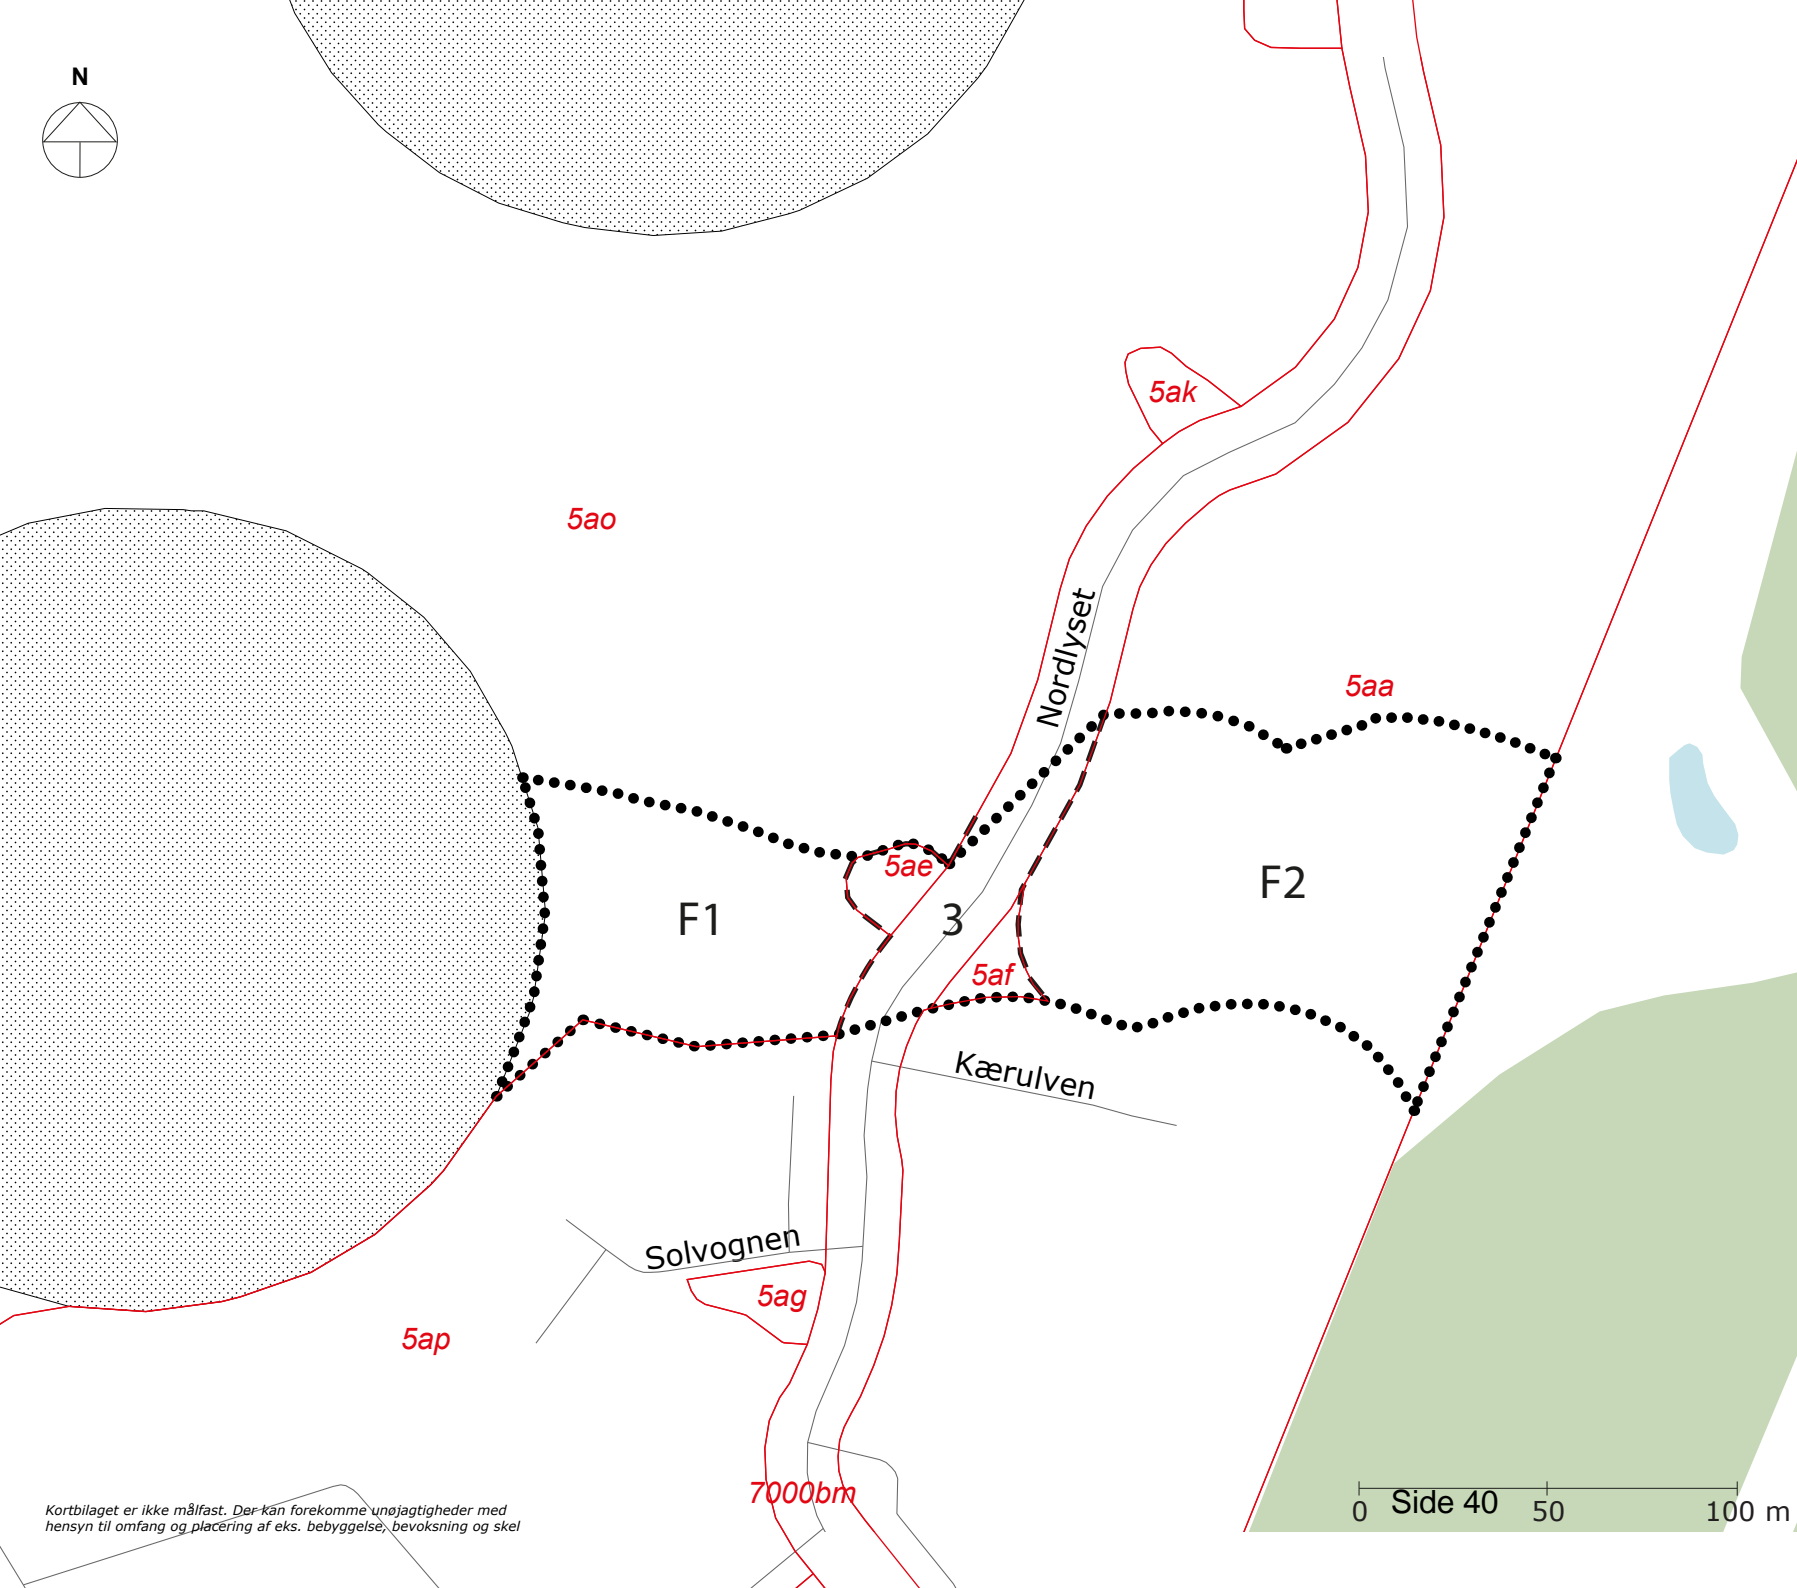 N
5ak
5ao
Nordlyset
5aa
5ae
F2
F1
3
5af
Kærulven
Solvognen
5ag
5ap
7000bm
Kortbilaget er ikke målfast. Der kan forekomme unøjagtigheder med
hensyn til omfang og placering af eks. bebyggelse, bevoksning og skel
Side 40
0 50 100 m